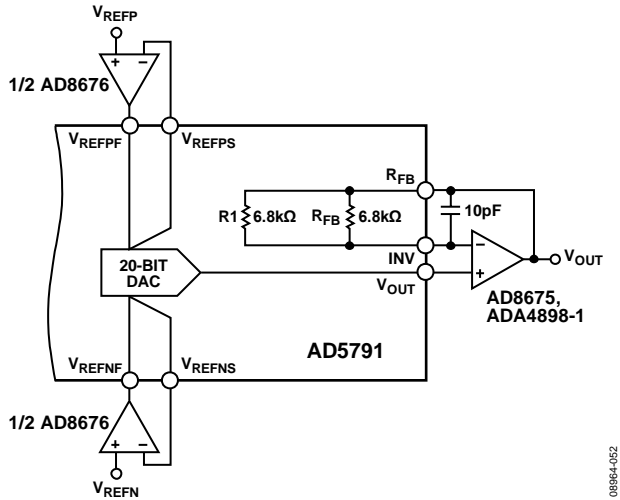 VREFP
1/2 AD8676
+ −
VREFPF
VREFPS
RFB
R1
6.8kΩ
RFB
6.8kΩ
10pF
20-BIT
DAC
INV
VOUT
−
+
VOUT
AD8675,
ADA4898-1
AD5791
VREFNF
VREFNS
1/2 AD8676
+ −
VREFN
08964-052